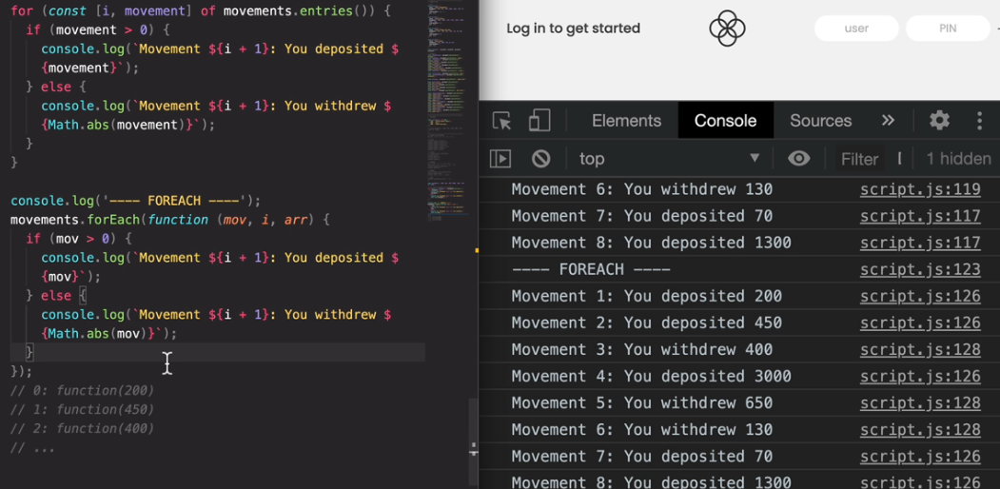 for (const [i, movement] of movements.entries()) {
if (movement > 0) {
console.log(`Movement ${i + 1}: You deposited $
{movement}`);
} else {
console.log(`Movement ${i + 1}: You withdrew $
{Math.abs(movement)}`);
}
}
console.log('---- FOREACH ----');
movements.forEach(function (mov, i, arr) {
if (mov > 0) {
console.log(`Movement ${i + 1}: You deposited $
{mov}`);
} else {
console.log(`Movement ${i + 1}: You withdrew $
{Math.abs(mov)}`);
}
});
// 0: function(200)
// 1: function(450)
// 2: function(400)
// ...
Log in to get started
user
PIN
Elements Console Sources »
top Filter 1 hidden
Movement 6: You withdrew 130 script.js:119
Movement 7: You deposited 70 script.js:117
Movement 8: You deposited 1300 script.js:117
---- FOREACH ---- script.js:123
Movement 1: You deposited 200 script.js:126
Movement 2: You deposited 450 script.js:126
Movement 3: You withdrew 400 script.js:128
Movement 4: You deposited 3000 script.js:126
Movement 5: You withdrew 650 script.js:128
Movement 6: You withdrew 130 script.js:128
Movement 7: You deposited 70 script.js:126
Movement 8: You deposited 1300 script.js:126